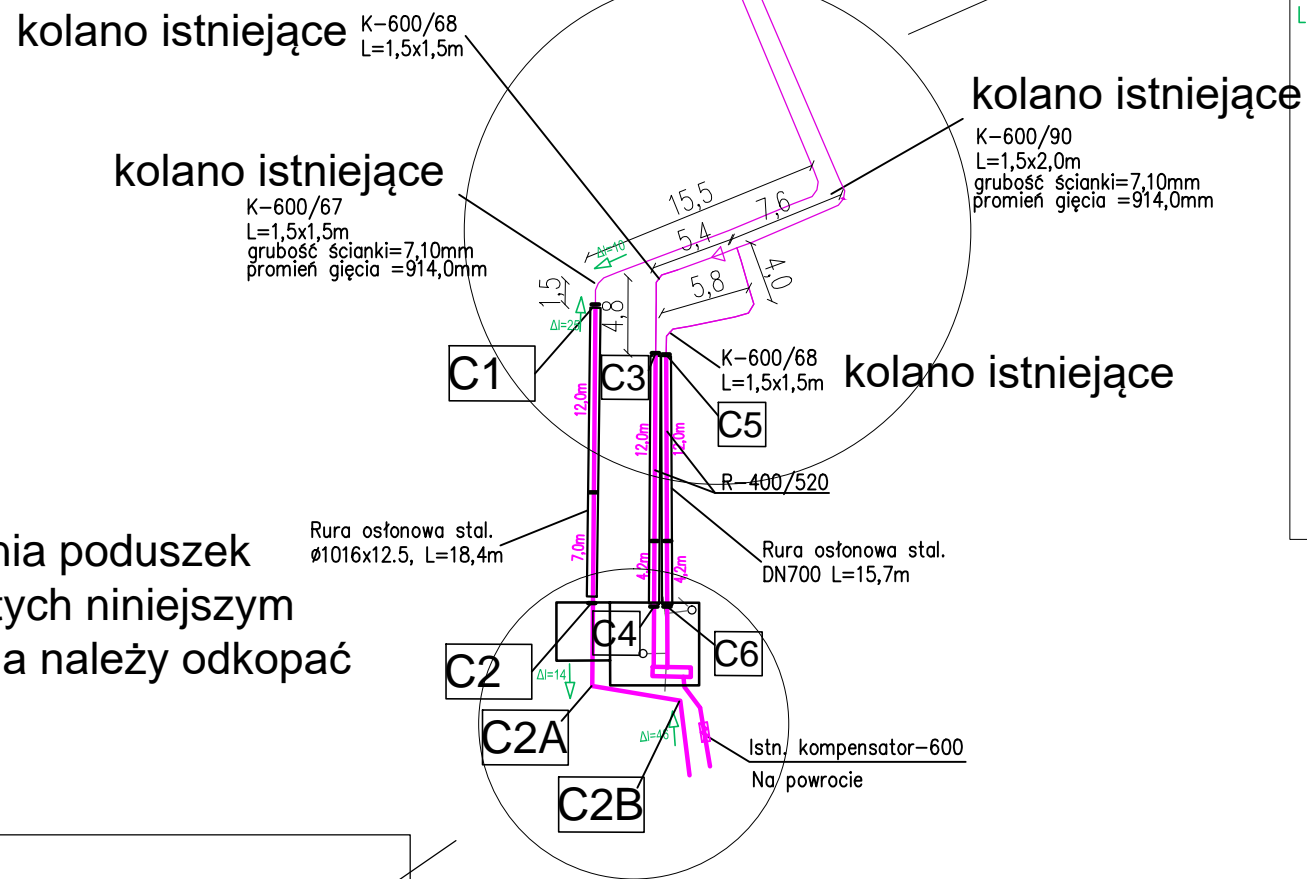 kolano istniejące
K-600/68
L=1,5x1,5m
L
kolano istniejące
K-600/90
L=1,5x2,0m
grubość ścianki=7,10mm
promień gięcia =914,0mm
kolano istniejące
K-600/67
L=1,5x1,5m
grubość ścianki=7,10mm
promień gięcia =914,0mm
15,5
7,6
5,4
Δl=10
4,0
5,8
1,5
4,8
C1
C3
K-600/68
L=1,5x1,5m
kolano istniejące
C5
12,0m
12,0m
12,0m
R-400/520
Rura osłonowa stal.
ø1016x12.5, L=18,4m
7,0m
4,2m
4,2m
Rura osłonowa stal.
DN700 L=15,7m
nia poduszek
tych niniejszym
a należy odkopać
C4
C6
C2
Δl=14
C2A
C2B
Istn. kompensator-600
Na powrocie